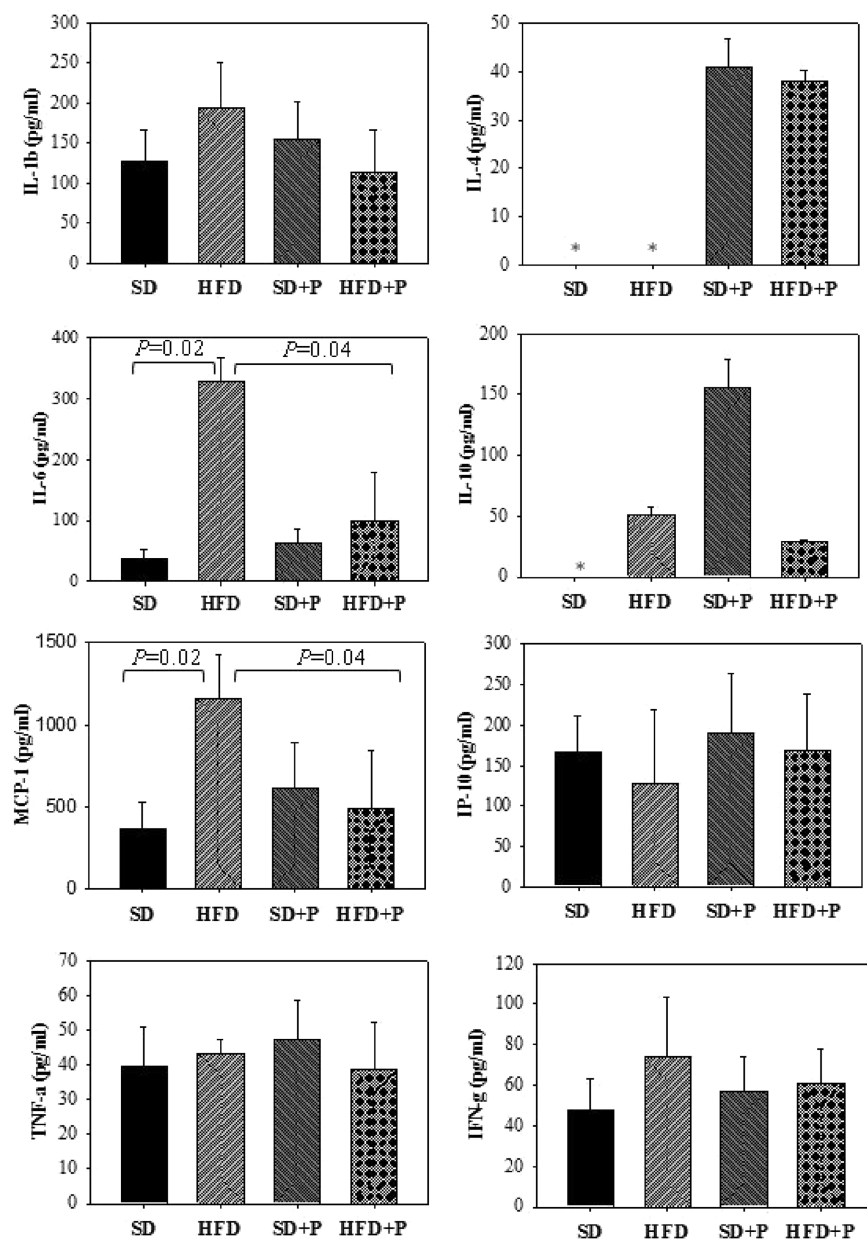 IL-1b (pg/ml)
300
250
200
150
100
50
0
SD HFD SD+P HFD+P
IL-4 (pg/ml)
50
40
30
20
10
0
* *
SD HFD SD+P HFD+P
IL-6 (pg/ml)
400
300
200
100
0
P=0.02 P=0.04
SD HFD SD+P HFD+P
IL-10 (pg/ml)
200
150
100
50
0
*
SD HFD SD+P HFD+P
MCP-1 (pg/ml)
1500
1000
500
0
P=0.02 P=0.04
SD HFD SD+P HFD+P
IP-10 (pg/ml)
300
250
200
150
100
50
0
SD HFD SD+P HFD+P
TNF-a (pg/ml)
70
60
50
40
30
20
10
0
SD HFD SD+P HFD+P
IFN-g (pg/ml)
120
100
80
60
40
20
0
SD HFD SD+P HFD+P